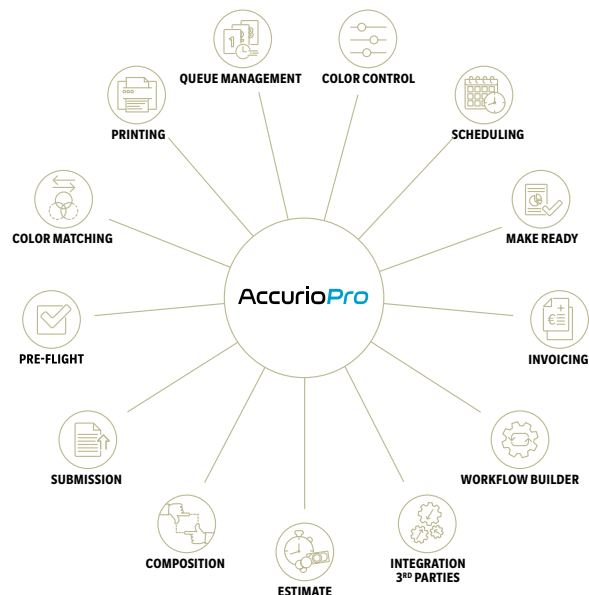 QUEUE MANAGEMENT
COLOR CONTROL
PRINTING
SCHEDULING
COLOR MATCHING
MAKE READY
AccurioPro
PRE-FLIGHT
INVOICING
SUBMISSION
WORKFLOW BUILDER
COMPOSITION
INTEGRATION
3RD PARTIES
ESTIMATE